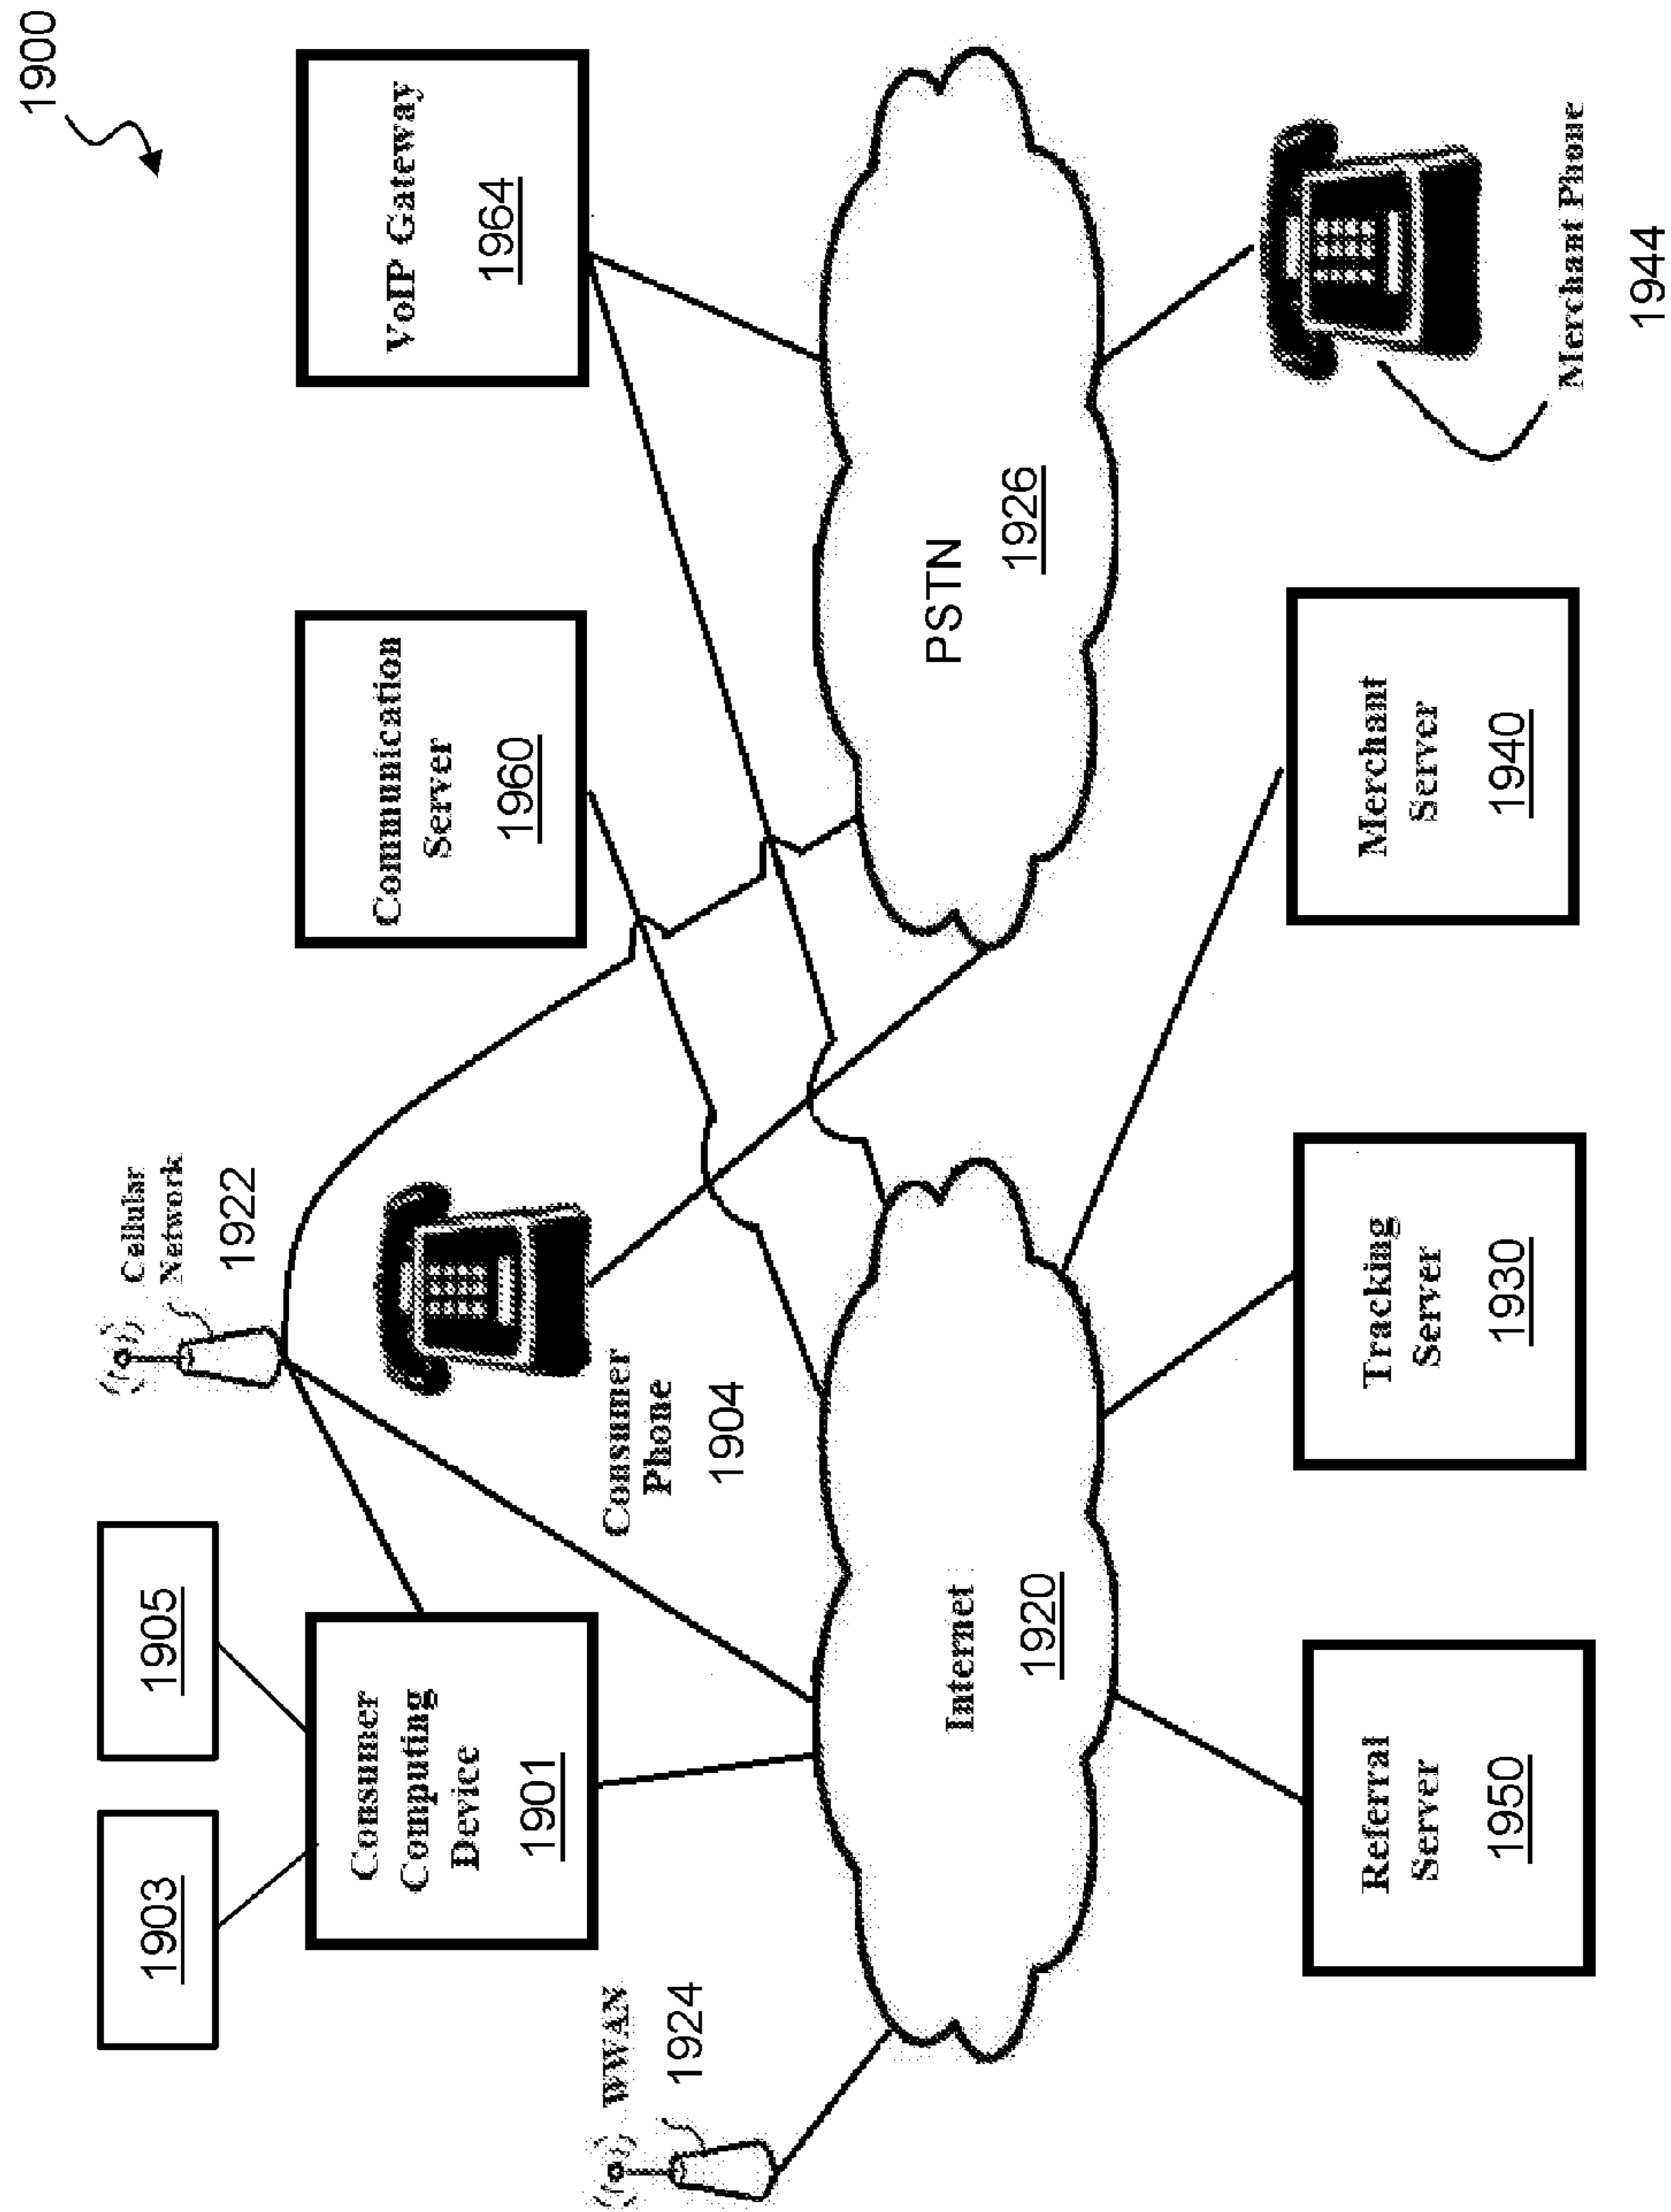 1900
1903
1905
Cellular
Network
1922
Consumer
Computing
Device
1901
Communication
Server
1960
VoIP Gateway
1964
WWAN
1924
Consumer
Phone
1904
Internet
1920
PSTN
1926
Referral
Server
1950
Tracking
Server
1930
Merchant
Server
1940
Merchant Phone
1944